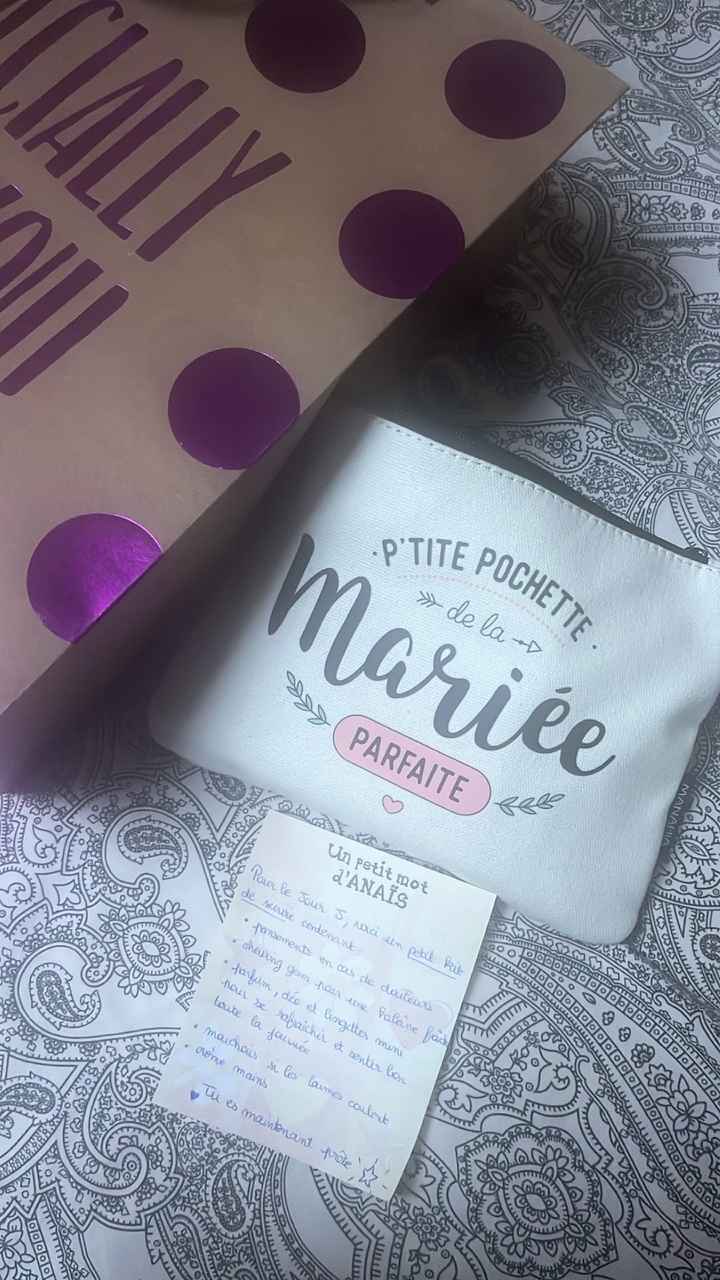 CIALLY
YOU
· P'TITE POCHETTE ·
de la
Mariée
PARFAITE
Un petit mot
d'ANAÏS
Pour le Jour J, voici un petit kit
de survie contenant
• pansements en cas de douleurs
• chewing gum pour une haleine fraîche
• parfum, déo et lingettes mini
pour se rafraîchir et sentir bon
toute la journée
• mouchoirs si les larmes coulent
• crème mains
♥ Tu es maintenant prête